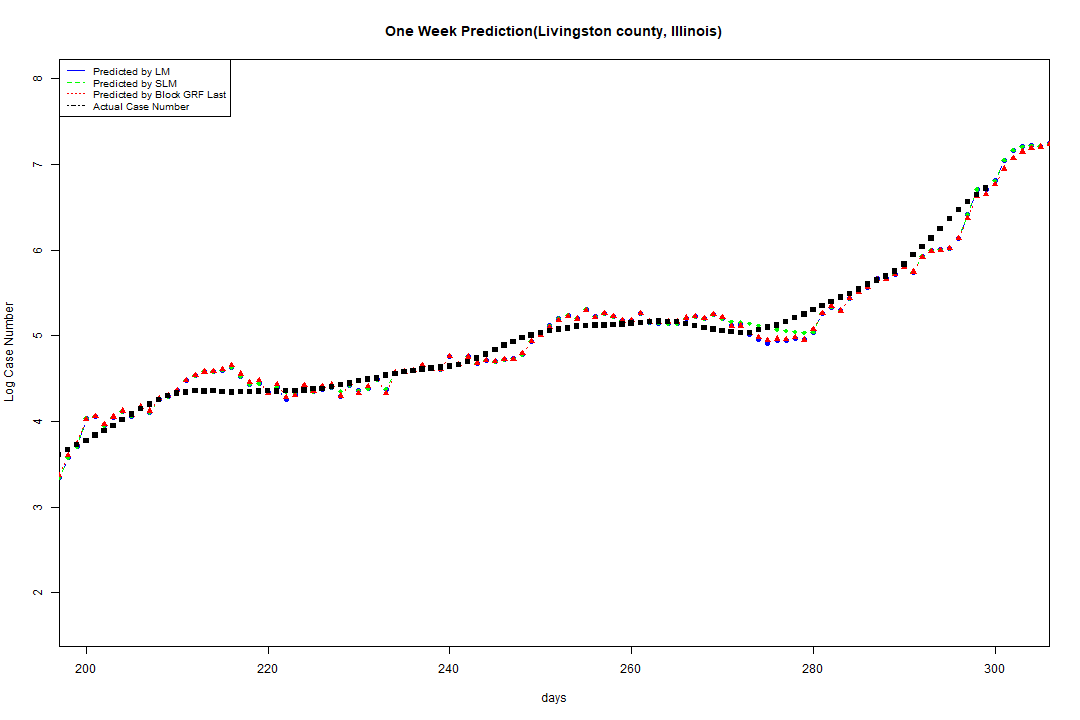 One Week Prediction(Livingston county, Illinois)
Predicted by LM
Predicted by SLM
Predicted by Block GRF Last
Actual Case Number
8
7
6
5
4
3
2
Log Case Number
200 220 240 260 280 300
days